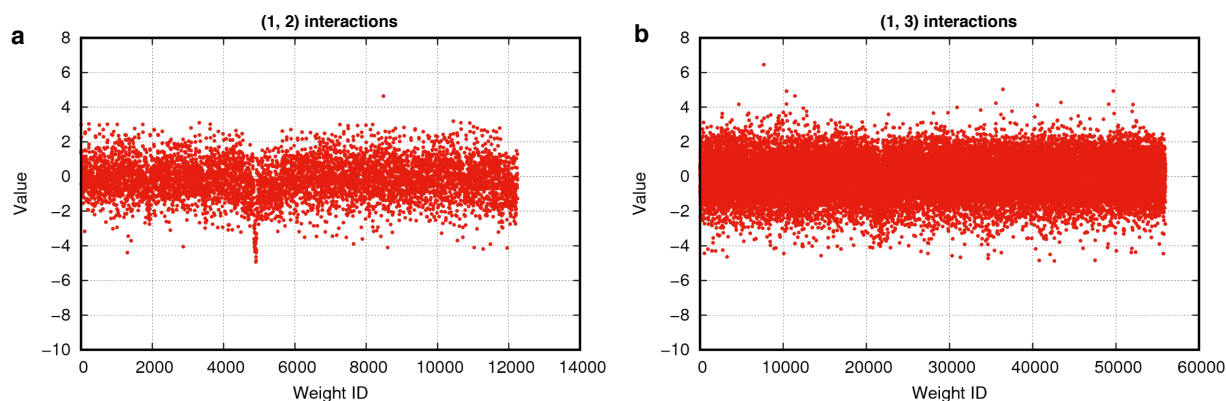 a
(1, 2) interactions
8
6
4
2
0
−2
−4
−6
−8
−10
Value
0 2000 4000 6000 8000 10000 12000 14000
Weight ID
b
(1, 3) interactions
8
6
4
2
0
−2
−4
−6
−8
−10
Value
0 10000 20000 30000 40000 50000 60000
Weight ID